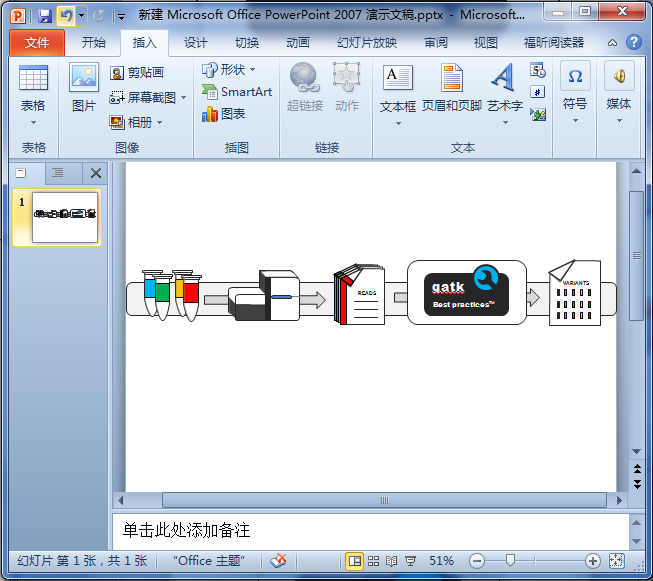 新建 Microsoft Office PowerPoint 2007 演示文稿.pptx - Microsoft...
文件 开始 插入 设计 切换 动画 幻灯片放映 审阅 视图 福昕阅读器
表格 图片 剪贴画 屏幕截图 相册 形状 SmartArt 图表 超链接 动作 文本框 页眉和页脚 艺术字 符号 媒体
表格 图像 插图 链接 文本
1
READS
gatk
Best practices™
VARIANTS
单击此处添加备注
幻灯片 第 1 张，共 1 张 “Office 主题” 51%